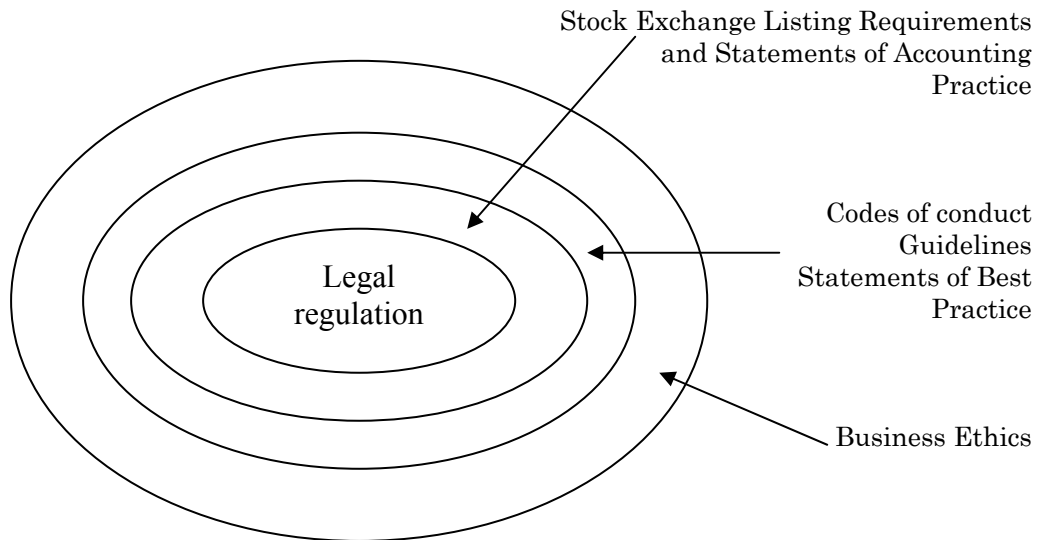 Stock Exchange Listing Requirements
and Statements of Accounting
Practice
Codes of conduct
Guidelines
Statements of Best
Practice
Legal
regulation
Business Ethics